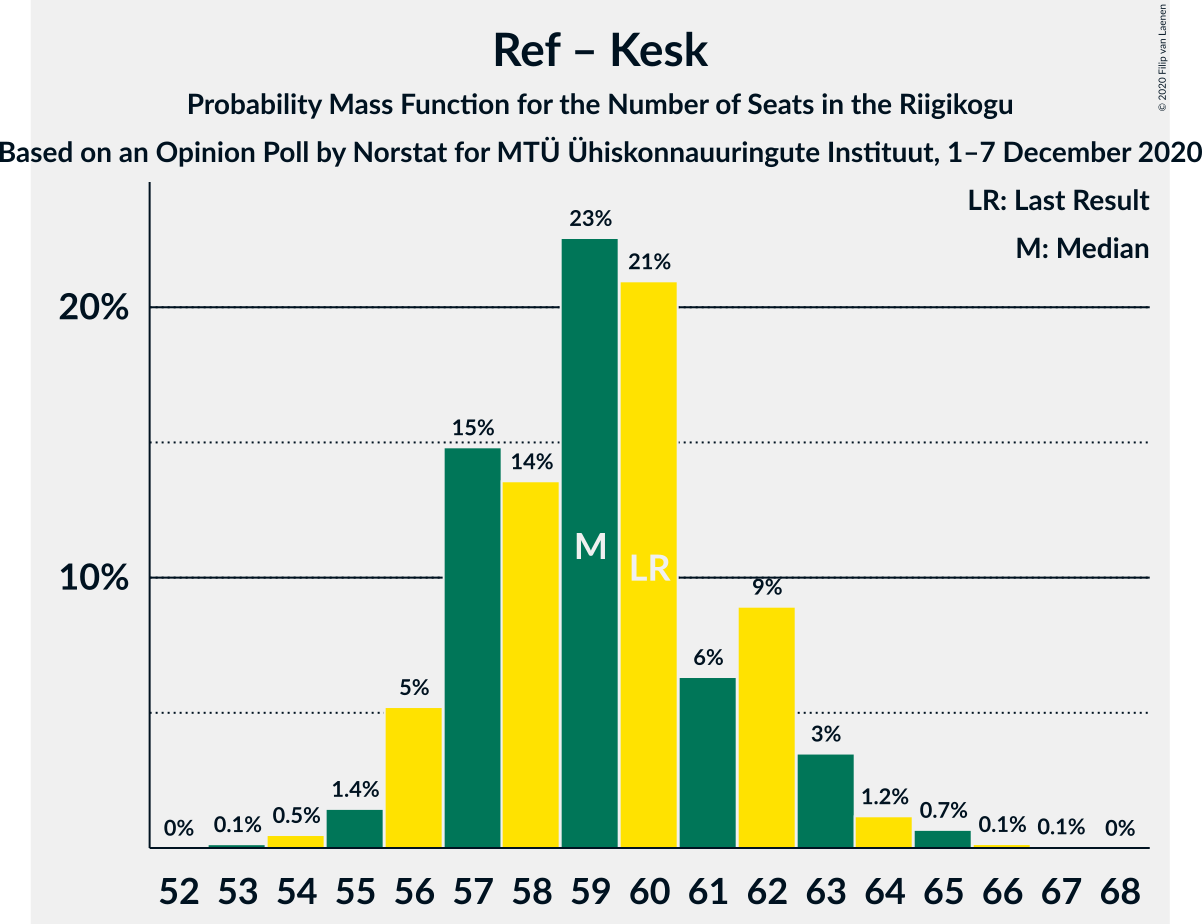 Ref – Kesk
Probability Mass Function for the Number of Seats in the Riigikogu
Based on an Opinion Poll by Norstat for MTÜ Ühiskonnauuringute Instituut, 1–7 December 2020
© 2020 Filip van Laenen
LR: Last Result
M: Median
20%
10%
0%
0.1%
0.5%
1.4%
5%
15%
14%
23%
21%
6%
9%
3%
1.2%
0.7%
0.1%
0.1%
0%
M
LR
52 53 54 55 56 57 58 59 60 61 62 63 64 65 66 67 68